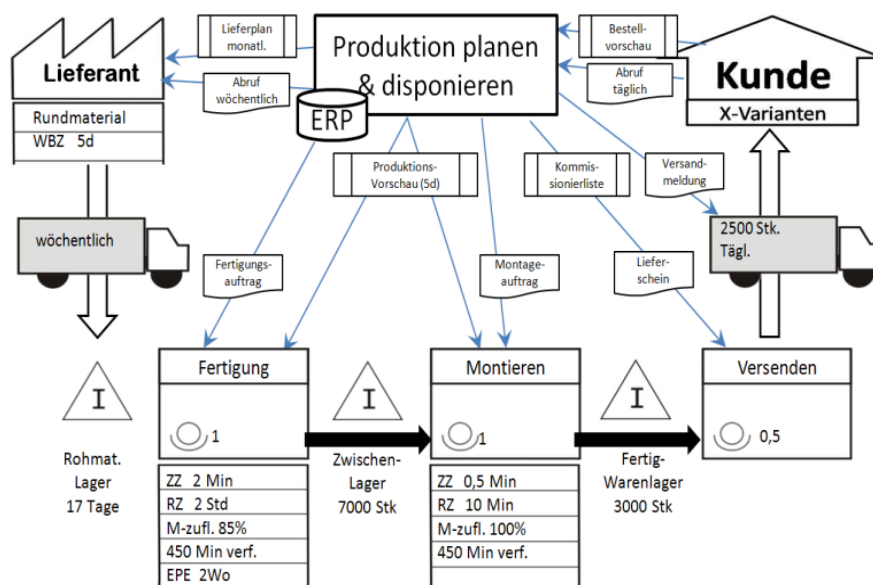 Lieferant
Rundmaterial
WBZ 5d
Lieferplan
monatl.
Abruf
wöchentlich
Produktion planen
& disponieren
ERP
Bestell-
vorschau
Abruf
täglich
Kunde
X-Varianten
Produktions-
Vorschau (5d)
Kommis-
sionierliste
Versand-
meldung
wöchentlich
2500 Stk.
Tägl.
Fertigungs-
auftrag
Montage-
auftrag
Liefer-
schein
I
Rohmat.
Lager
17 Tage
Fertigung
1
ZZ 2 Min
RZ 2 Std
M-zufl. 85%
450 Min verf.
EPE 2Wo
I
Zwischen-
Lager
7000 Stk
Montieren
1
ZZ 0,5 Min
RZ 10 Min
M-zufl. 100%
450 Min verf.
I
Fertig-
Warenlager
3000 Stk
Versenden
0,5